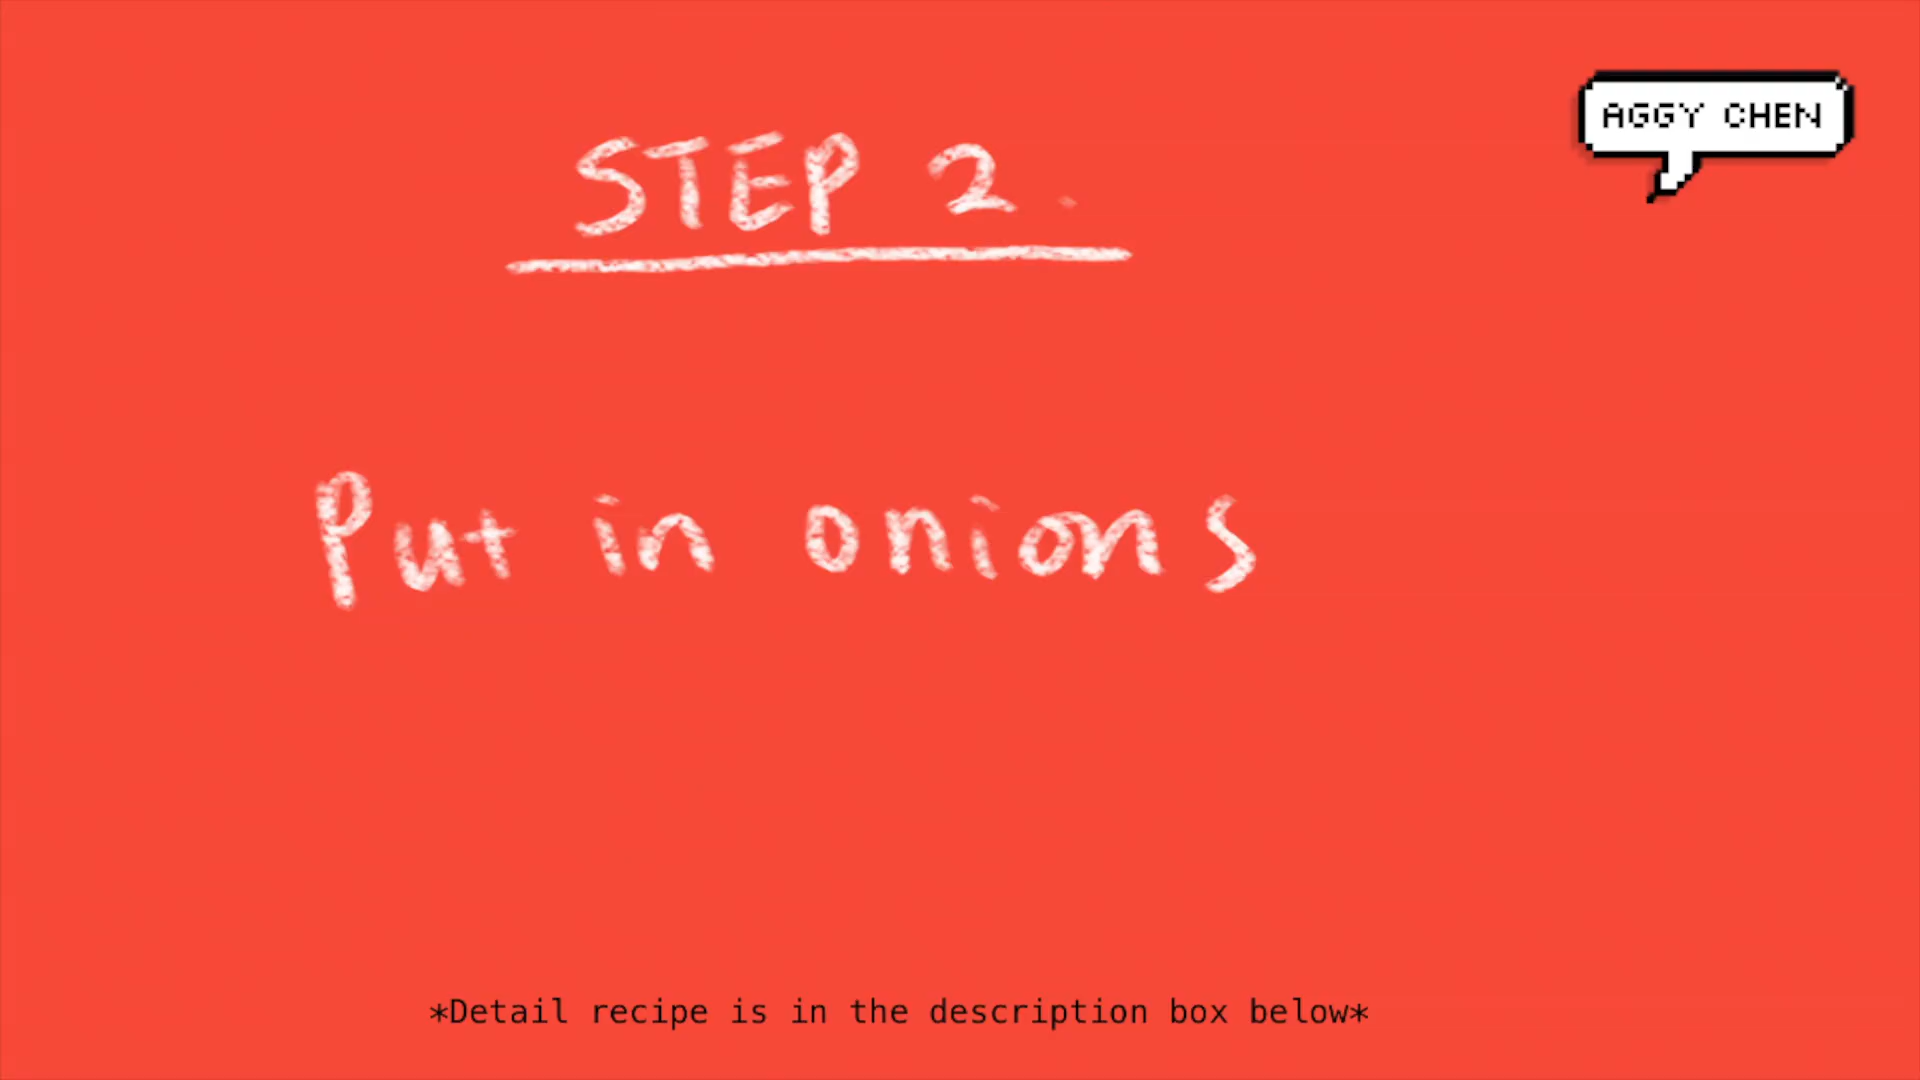 AGGY CHEN
STEP 2.
Put in onions
*Detail recipe is in the description box below*